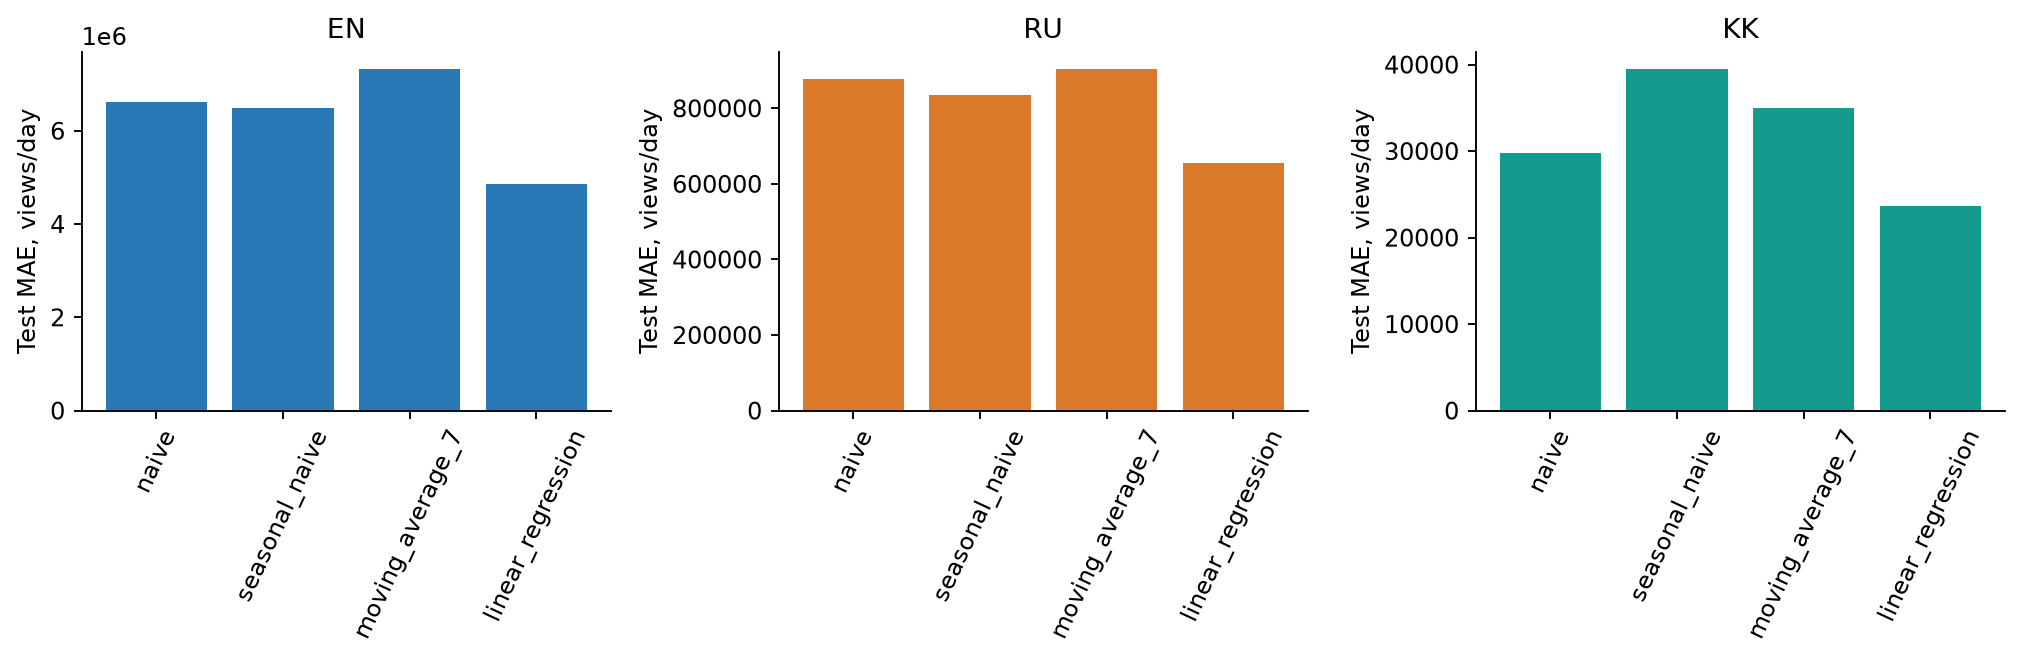 EN
1e6
Test MAE, views/day
6
4
2
0
naive
seasonal_naive
moving_average_7
linear_regression
RU
Test MAE, views/day
800000
600000
400000
200000
0
naive
seasonal_naive
moving_average_7
linear_regression
KK
Test MAE, views/day
40000
30000
20000
10000
0
naive
seasonal_naive
moving_average_7
linear_regression